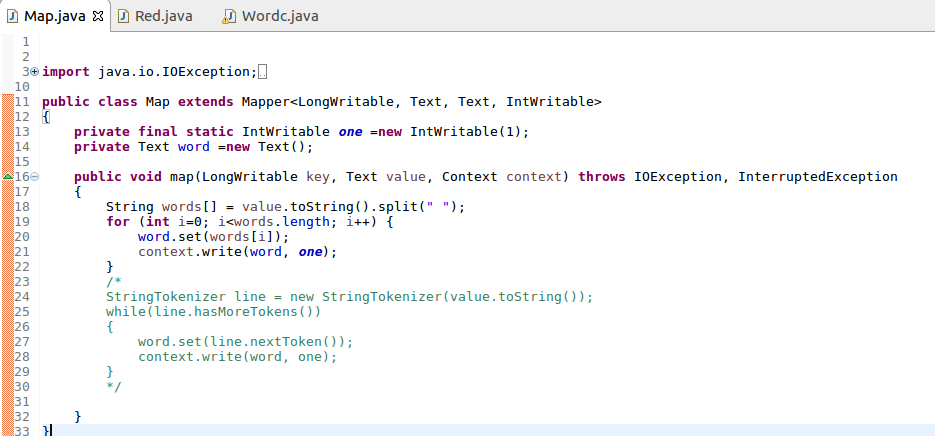 Map.java Red.java Wordc.java
1
2
3 import java.io.IOException;
10
11 public class Map extends Mapper<LongWritable, Text, Text, IntWritable>
12 {
13     private final static IntWritable one =new IntWritable(1);
14     private Text word =new Text();
15
16     public void map(LongWritable key, Text value, Context context) throws IOException, InterruptedException
17     {
18         String words[] = value.toString().split(" ");
19         for (int i=0; i<words.length; i++) {
20             word.set(words[i]);
21             context.write(word, one);
22         }
23         /*
24         StringTokenizer line = new StringTokenizer(value.toString());
25         while(line.hasMoreTokens())
26         {
27             word.set(line.nextToken());
28             context.write(word, one);
29         }
30         */
31
32     }
33 }